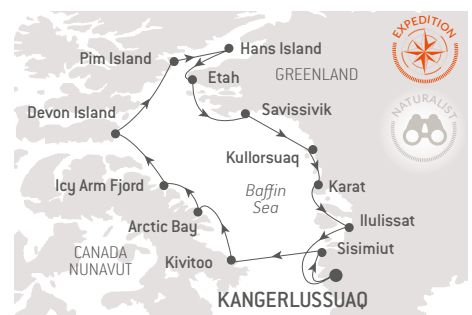 EXPEDITION
NATURALIST
Hans Island
Pim Island
GREENLAND
Etah
Devon Island
Savissivik
Kullorsuaq
Icy Arm Fjord
Baffin
Sea
Karat
Arctic Bay
Ilulissat
CANADA
NUNAVUT
Kivitoo
Sisimiut
KANGERLUSSUAQ